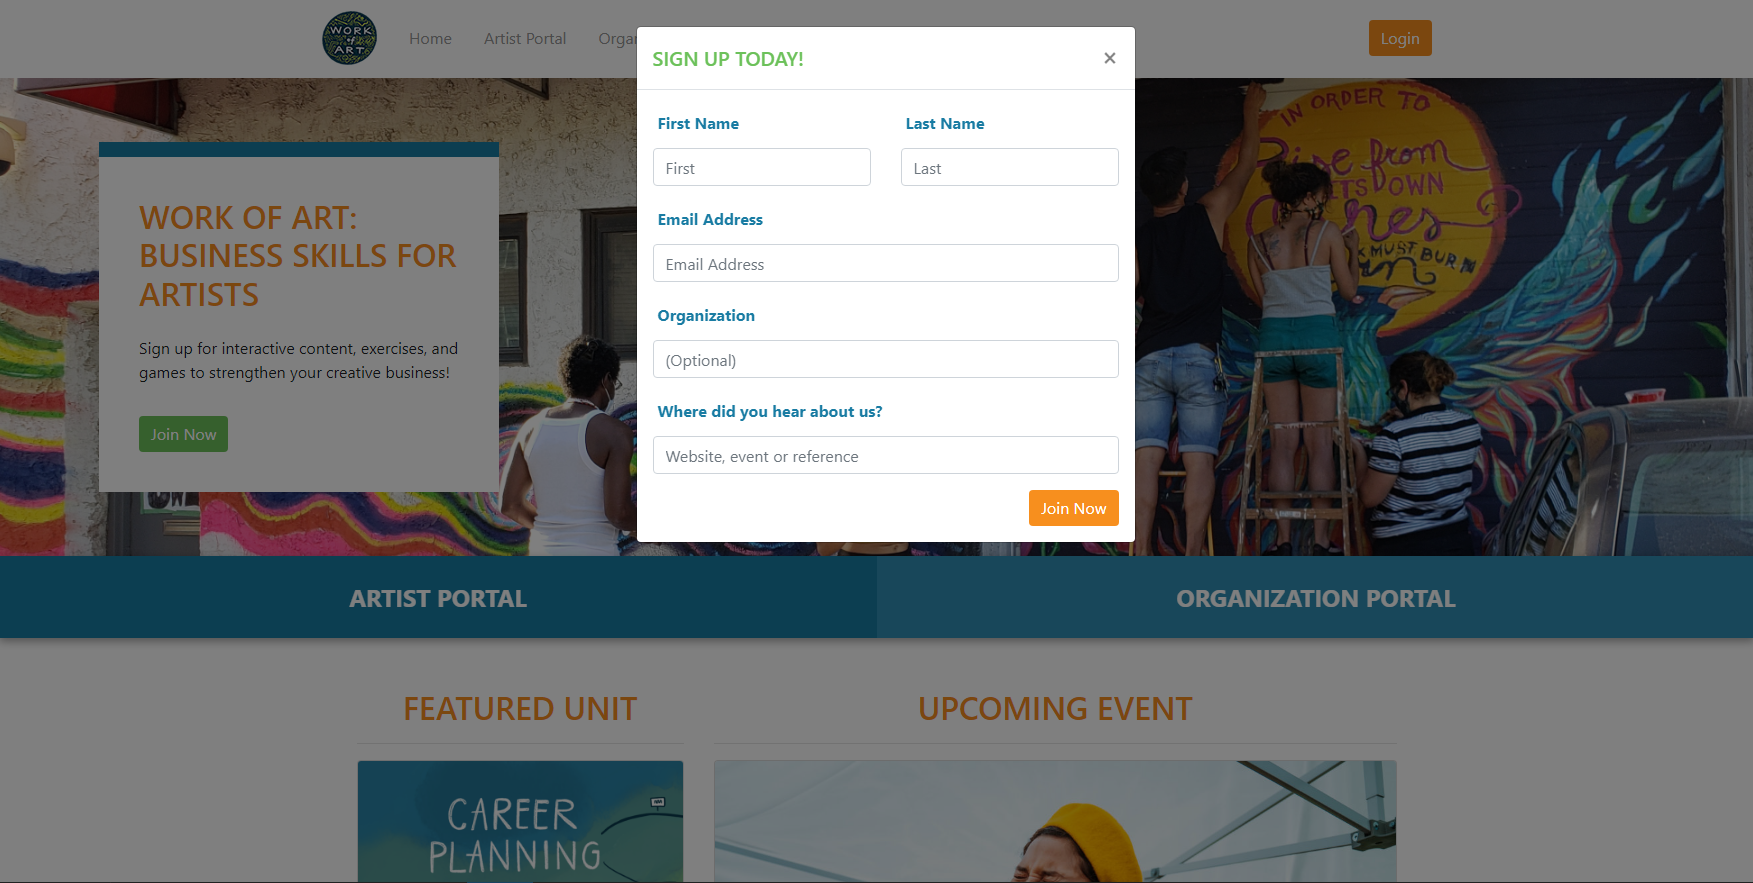 WORK
of
ART
Home
Artist Portal
Login
SIGN UP TODAY!
×
First Name
Last Name
First
Last
Email Address
Email Address
Organization
(Optional)
Where did you hear about us?
Website, event or reference
Join Now
WORK OF ART:
BUSINESS SKILLS FOR
ARTISTS
Sign up for interactive content, exercises, and
games to strengthen your creative business!
Join Now
IN ORDER TO
Rise from
ITS DOWN
MUST BURN
ARTIST PORTAL
ORGANIZATION PORTAL
FEATURED UNIT
UPCOMING EVENT
CAREER
PLANNING